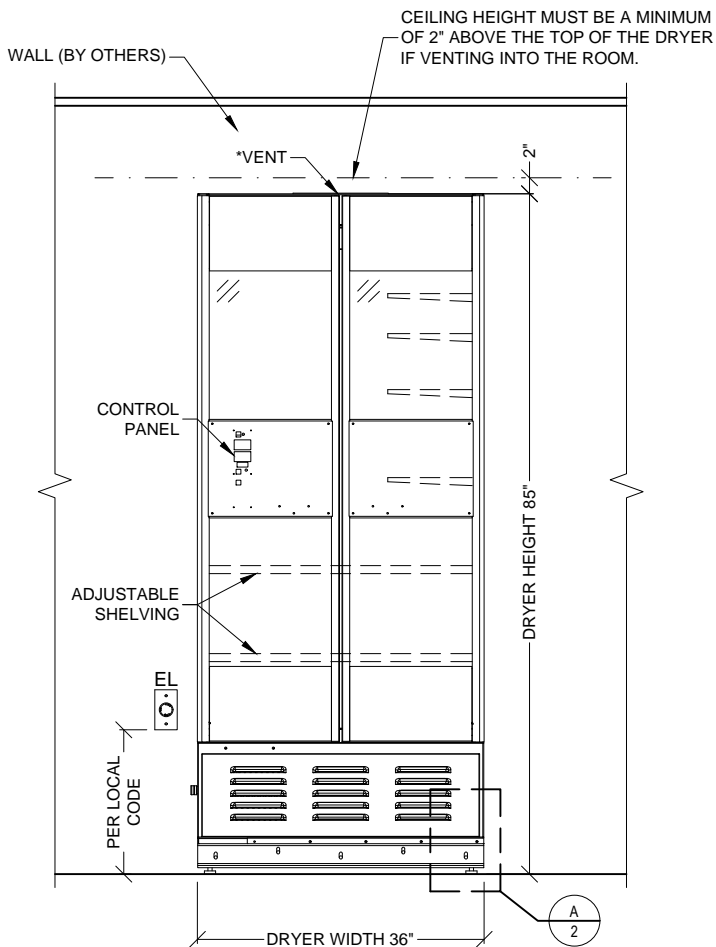 CEILING HEIGHT MUST BE A MINIMUM
OF 2" ABOVE THE TOP OF THE DRYER
IF VENTING INTO THE ROOM.
WALL (BY OTHERS)
*VENT
2"
CONTROL
PANEL
DRYER HEIGHT 85"
ADJUSTABLE
SHELVING
EL
PER LOCAL
CODE
A
2
DRYER WIDTH 36"